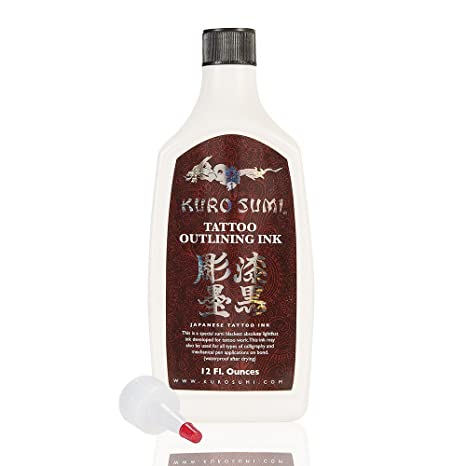 KURO SUMI
TATTOO
OUTLINING INK
彫漆
墨黒
JAPANESE TATTOO INK
This is a special sumi blackest absolute lightfast
ink developed for tattoo work. This ink may
also be used for all types of calligraphy and
mechanical pen applications on bond.
(waterproof after drying)
12 Fl. Ounces
WWW.KUROSUMI.COM